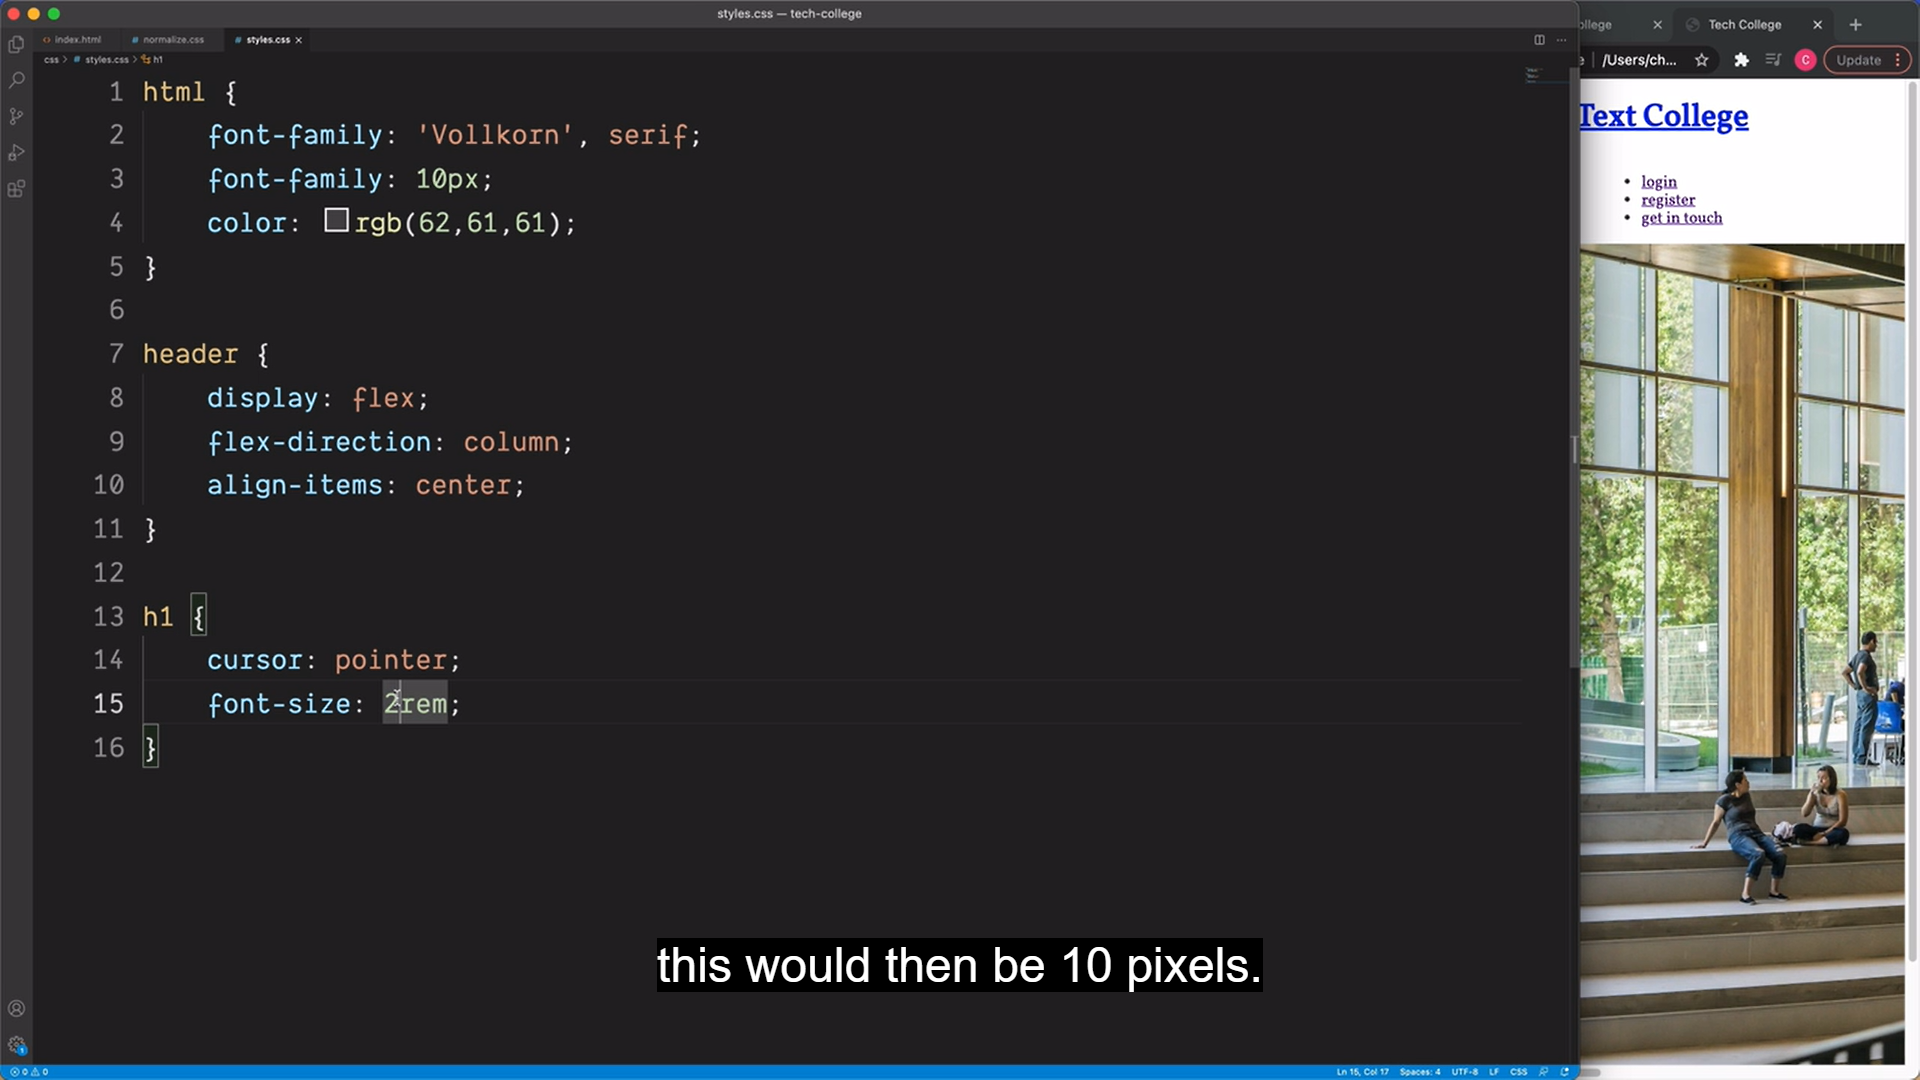 styles.css — tech-college
index.html
normalize.css
styles.css
css > # styles.css > h1
1 html {
2 font-family: 'Vollkorn', serif;
3 font-family: 10px;
4 color: rgb(62,61,61);
5 }
6
7 header {
8 display: flex;
9 flex-direction: column;
10 align-items: center;
11 }
12
13 h1 {
14 cursor: pointer;
15 font-size: 2rem;
16 }
this would then be 10 pixels.
0 0
Ln 15, Col 17 Spaces: 4 UTF-8 LF CSS
llege
Tech College
/Users/ch...
C
Update
Text College
login
register
get in touch